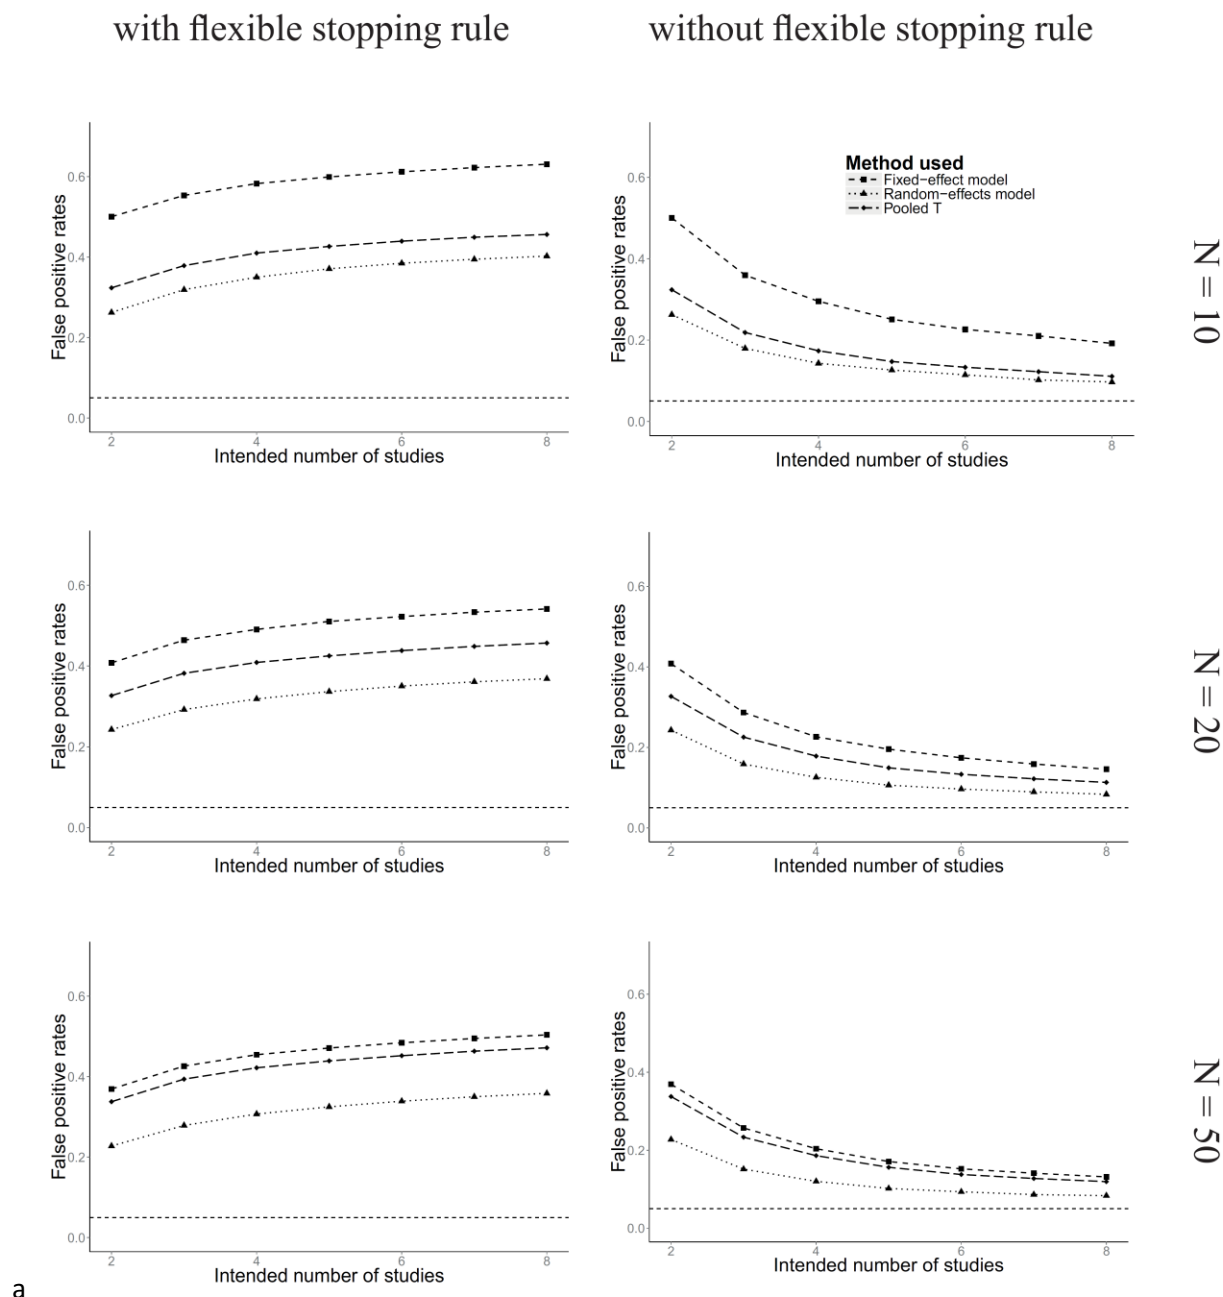 with flexible stopping rule
without flexible stopping rule
False positive rates
0.6
0.4
0.2
0.0
2 4 6 8
Intended number of studies
False positive rates
0.6
0.4
0.2
0.0
Method used
Fixed-effect model
Random-effects model
Pooled T
2 4 6 8
Intended number of studies
N = 10
False positive rates
0.6
0.4
0.2
0.0
2 4 6 8
Intended number of studies
False positive rates
0.6
0.4
0.2
0.0
2 4 6 8
Intended number of studies
N = 20
False positive rates
0.6
0.4
0.2
0.0
2 4 6 8
Intended number of studies
False positive rates
0.6
0.4
0.2
0.0
2 4 6 8
Intended number of studies
N = 50
a